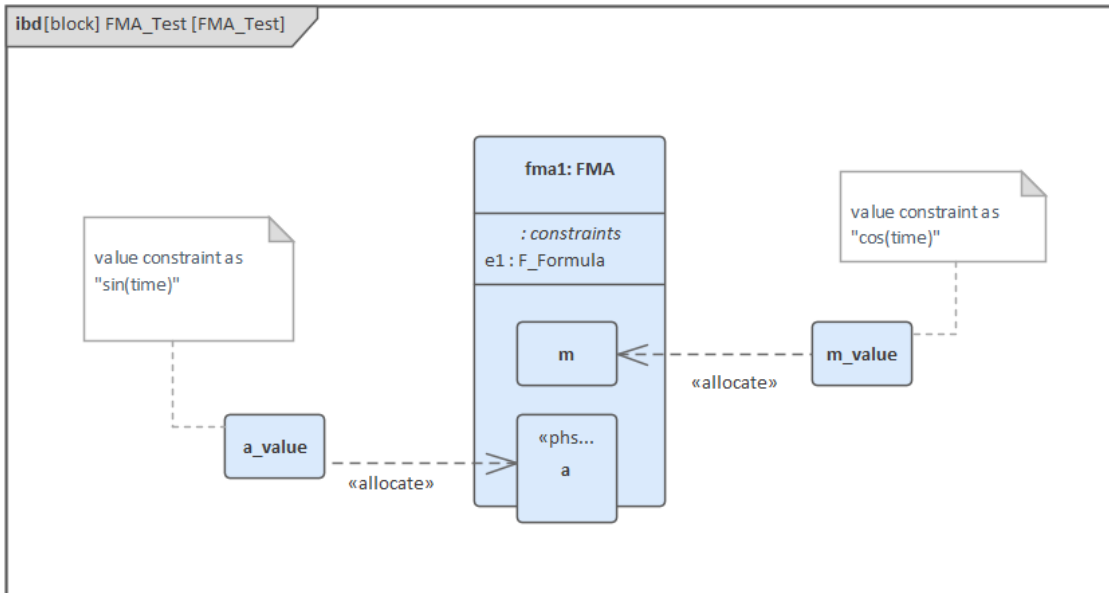 ibd [block] FMA_Test [FMA_Test]
fma1: FMA
: constraints
e1 : F_Formula
value constraint as
"cos(time)"
value constraint as
"sin(time)"
m
m_value
«allocate»
«phs...
a
a_value
«allocate»